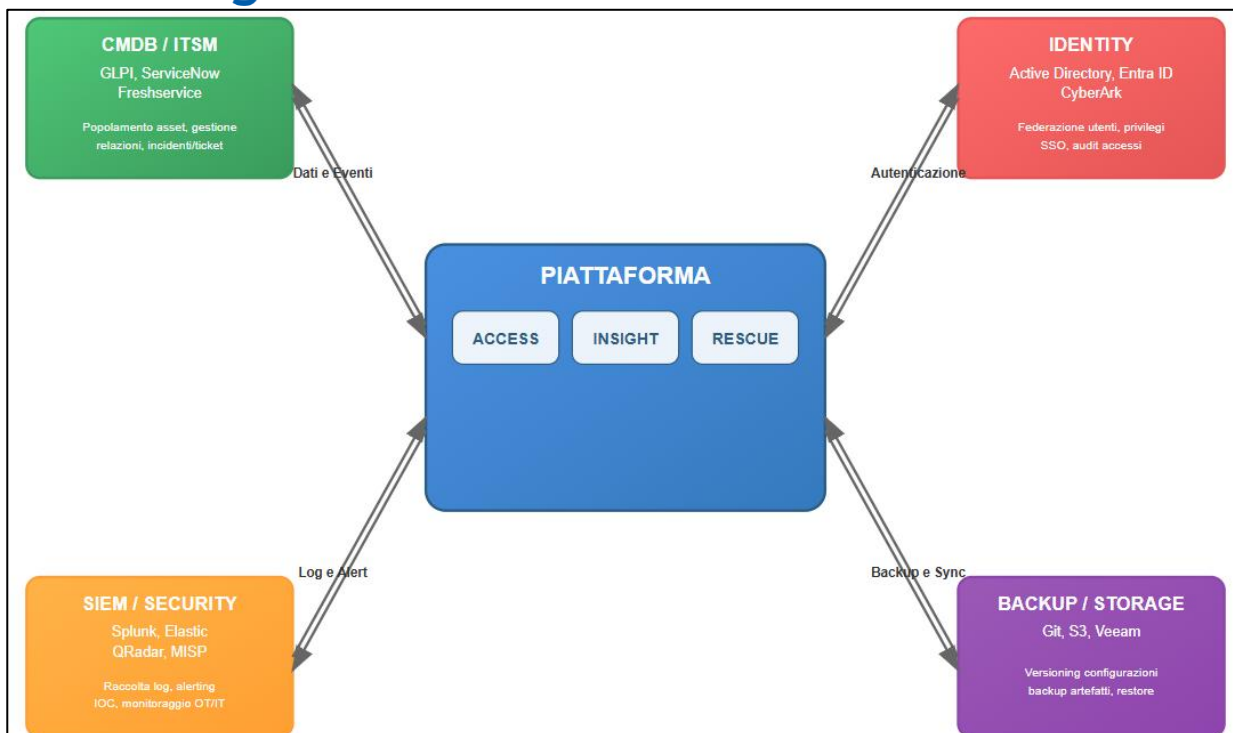 CMDB / ITSM
GLPI, ServiceNow
Freshservice
Popolamento asset, gestione
relazioni, incidenti/ticket
IDENTITY
Active Directory, Entra ID
CyberArk
Federazione utenti, privilegi
SSO, audit accessi
Dati e Eventi
Autenticazione
PIATTAFORMA
ACCESS
INSIGHT
RESCUE
Log e Alert
Backup e Sync
SIEM / SECURITY
Splunk, Elastic
QRadar, MISP
Raccolta log, alerting
IOC, monitoraggio OT/IT
BACKUP / STORAGE
Git, S3, Veeam
Versioning configurazioni
backup artefatti, restore